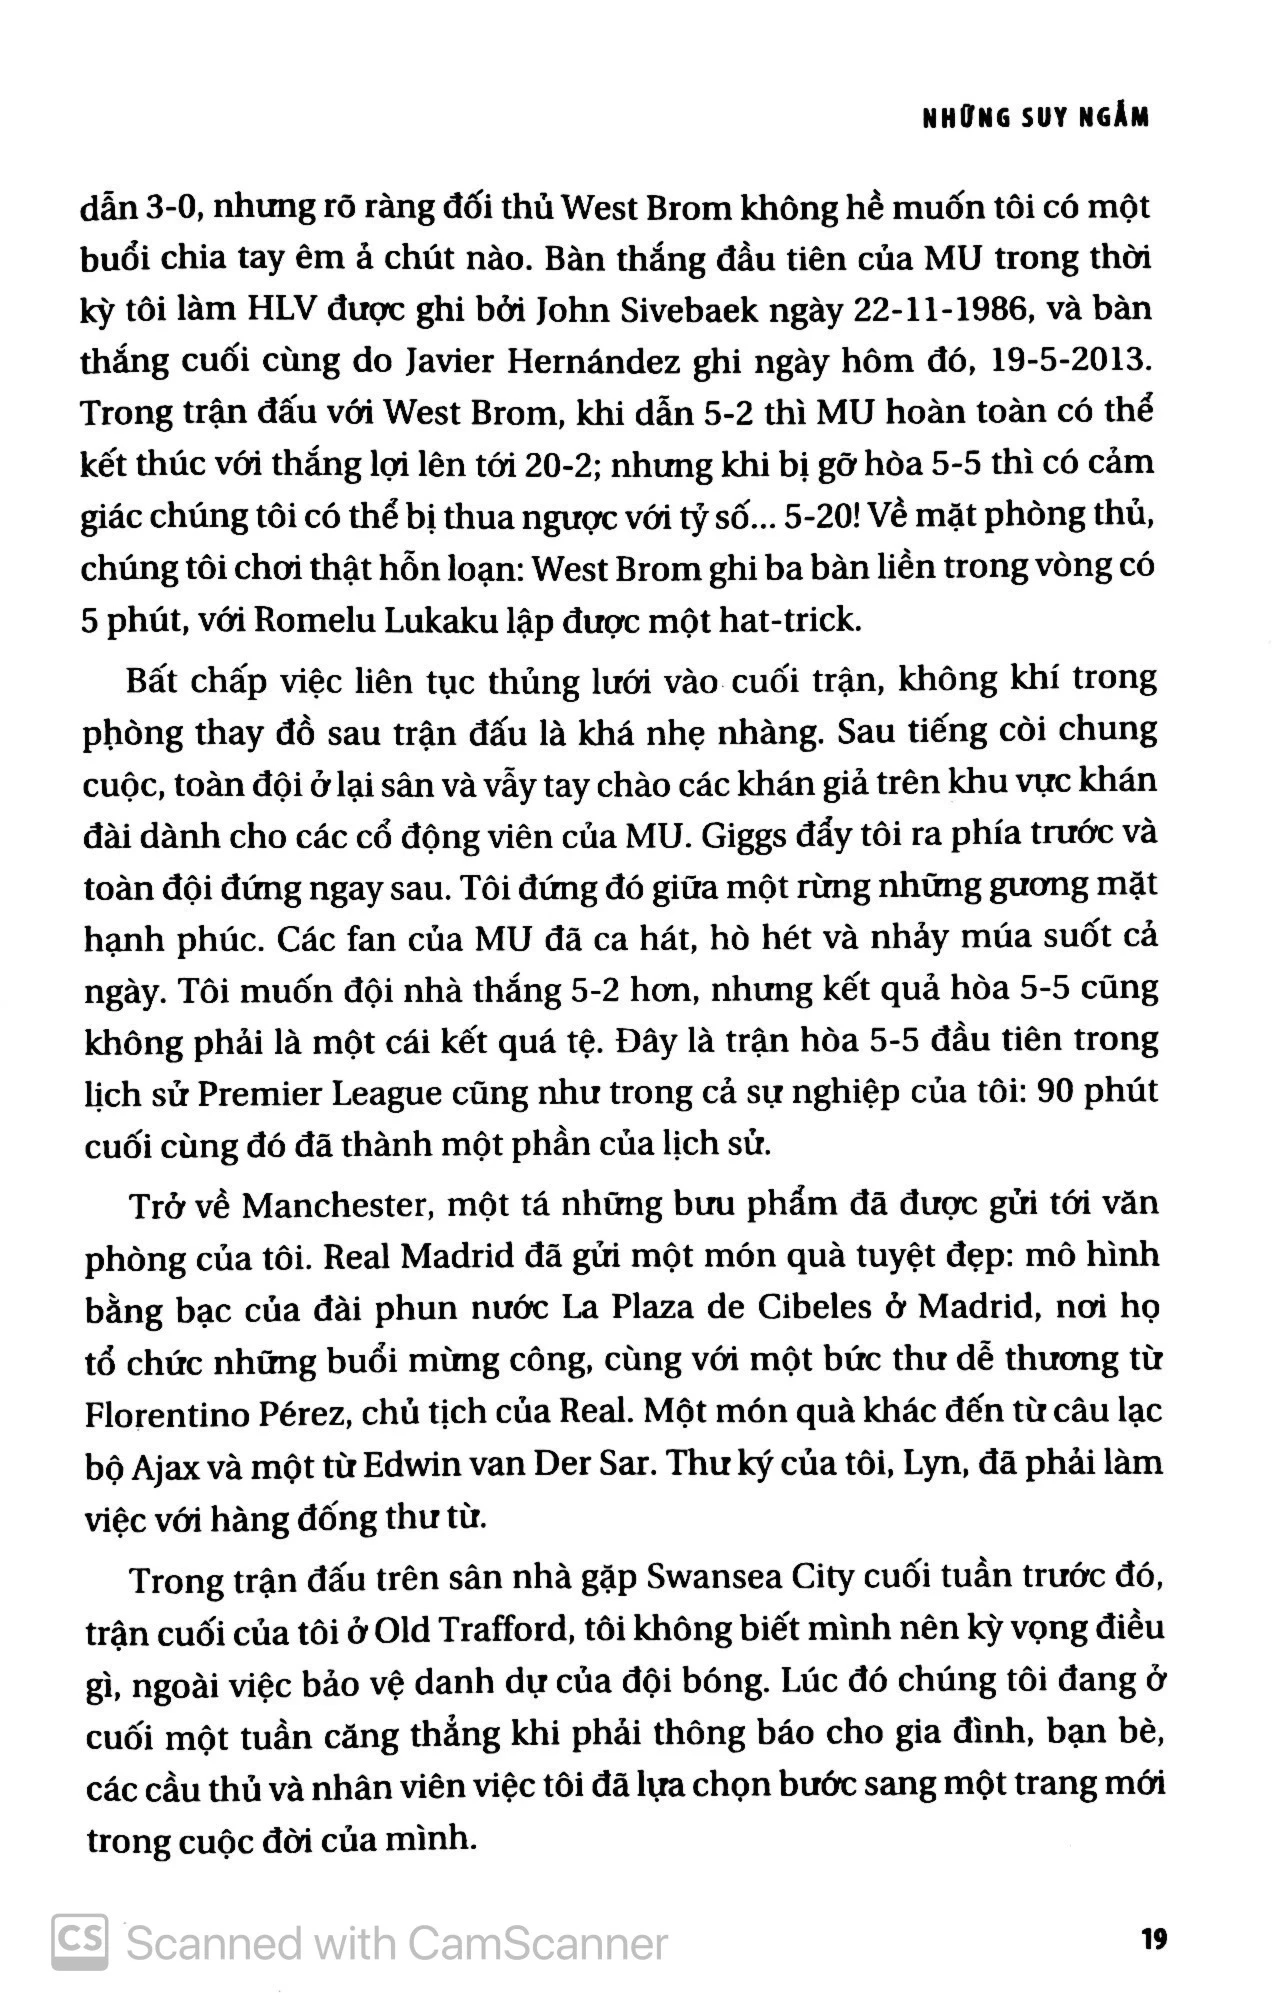 NHỮNG SUY NGẪM
dẫn 3-0, nhưng rõ ràng đối thủ West Brom không hề muốn tôi có một
buổi chia tay êm ả chút nào. Bàn thắng đầu tiên của MU trong thời
kỳ tôi làm HLV được ghi bởi John Sivebaek ngày 22-11-1986, và bàn
thắng cuối cùng do Javier Hernández ghi ngày hôm đó, 19-5-2013.
Trong trận đấu với West Brom, khi dẫn 5-2 thì MU hoàn toàn có thể
kết thúc với thắng lợi lên tới 20-2; nhưng khi bị gỡ hòa 5-5 thì có cảm
giác chúng tôi có thể bị thua ngược với tỷ số... 5-20! Về mặt phòng thủ,
chúng tôi chơi thật hỗn loạn: West Brom ghi ba bàn liền trong vòng có
5 phút, với Romelu Lukaku lập được một hat-trick.
Bất chấp việc liên tục thủng lưới vào cuối trận, không khí trong
phòng thay đồ sau trận đấu là khá nhẹ nhàng. Sau tiếng còi chung
cuộc, toàn đội ở lại sân và vẫy tay chào các khán giả trên khu vực khán
đài dành cho các cổ động viên của MU. Giggs đẩy tôi ra phía trước và
toàn đội đứng ngay sau. Tôi đứng đó giữa một rừng những gương mặt
hạnh phúc. Các fan của MU đã ca hát, hò hét và nhảy múa suốt cả
ngày. Tôi muốn đội nhà thắng 5-2 hơn, nhưng kết quả hòa 5-5 cũng
không phải là một cái kết quá tệ. Đây là trận hòa 5-5 đầu tiên trong
lịch sử Premier League cũng như trong cả sự nghiệp của tôi: 90 phút
cuối cùng đó đã thành một phần của lịch sử.
Trở về Manchester, một tá những bưu phẩm đã được gửi tới văn
phòng của tôi. Real Madrid đã gửi một món quà tuyệt đẹp: mô hình
bằng bạc của đài phun nước La Plaza de Cibeles ở Madrid, nơi họ
tổ chức những buổi mừng công, cùng với một bức thư dễ thương từ
Florentino Pérez, chủ tịch của Real. Một món quà khác đến từ câu lạc
bộ Ajax và một từ Edwin van Der Sar. Thư ký của tôi, Lyn, đã phải làm
việc với hàng đống thư từ.
Trong trận đấu trên sân nhà gặp Swansea City cuối tuần trước đó,
trận cuối của tôi ở Old Trafford, tôi không biết mình nên kỳ vọng điều
gì, ngoài việc bảo vệ danh dự của đội bóng. Lúc đó chúng tôi đang ở
cuối một tuần căng thẳng khi phải thông báo cho gia đình, bạn bè,
các cầu thủ và nhân viên việc tôi đã lựa chọn bước sang một trang mới
trong cuộc đời của mình.
CS Scanned with CamScanner
19